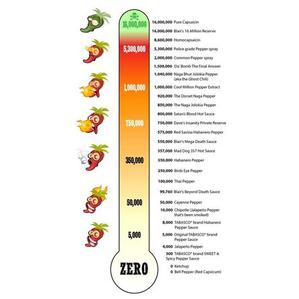 16,000,000
5,300,000
1,000,000
750,000
350,000
50,000
5,000
ZERO
16,000,000 Pure Capsaicin
16,000,000 Blair's 16 Million Reserve
9,100,000 Homodihydrocapsaicin
5,300,000 Police grade Pepper spray
2,000,000 Common Pepper spray
1,500,000 Da' Bomb The Final Answer
1,040,000 Naga Bhut Jolokia Pepper
(aka the Ghost Chili)
1,000,000 Cool Million Pepper Extract
920,000 The Dorset Naga Pepper
800,000 The Naga Jolokia Pepper
800,000 Satan's Blood Hot Sauce
750,000 Dave's Insanity Private Reserve
575,000 Red Savina Habanero Pepper
550,000 Blair's Mega Death Sauce
357,000 Mad Dog 357 Hot Sauce
350,000 Habanero Pepper
250,000 Birds Eye Pepper
100,000 Thai Pepper
99,760 Blair's Beyond Death Sauce
50,000 Cayenne Pepper
10,000 Chipotle (Jalapeño Pepper
that's been smoked)
8,000 TABASCO® brand Habanero
Pepper Sauce
5,000 Original TABASCO® brand
Pepper Sauce
4,000 Jalapeño Pepper
300 TABASCO® brand SWEET &
Spicy Pepper Sauce
0 Ketchup
0 Bell Pepper (Red Capsicum)